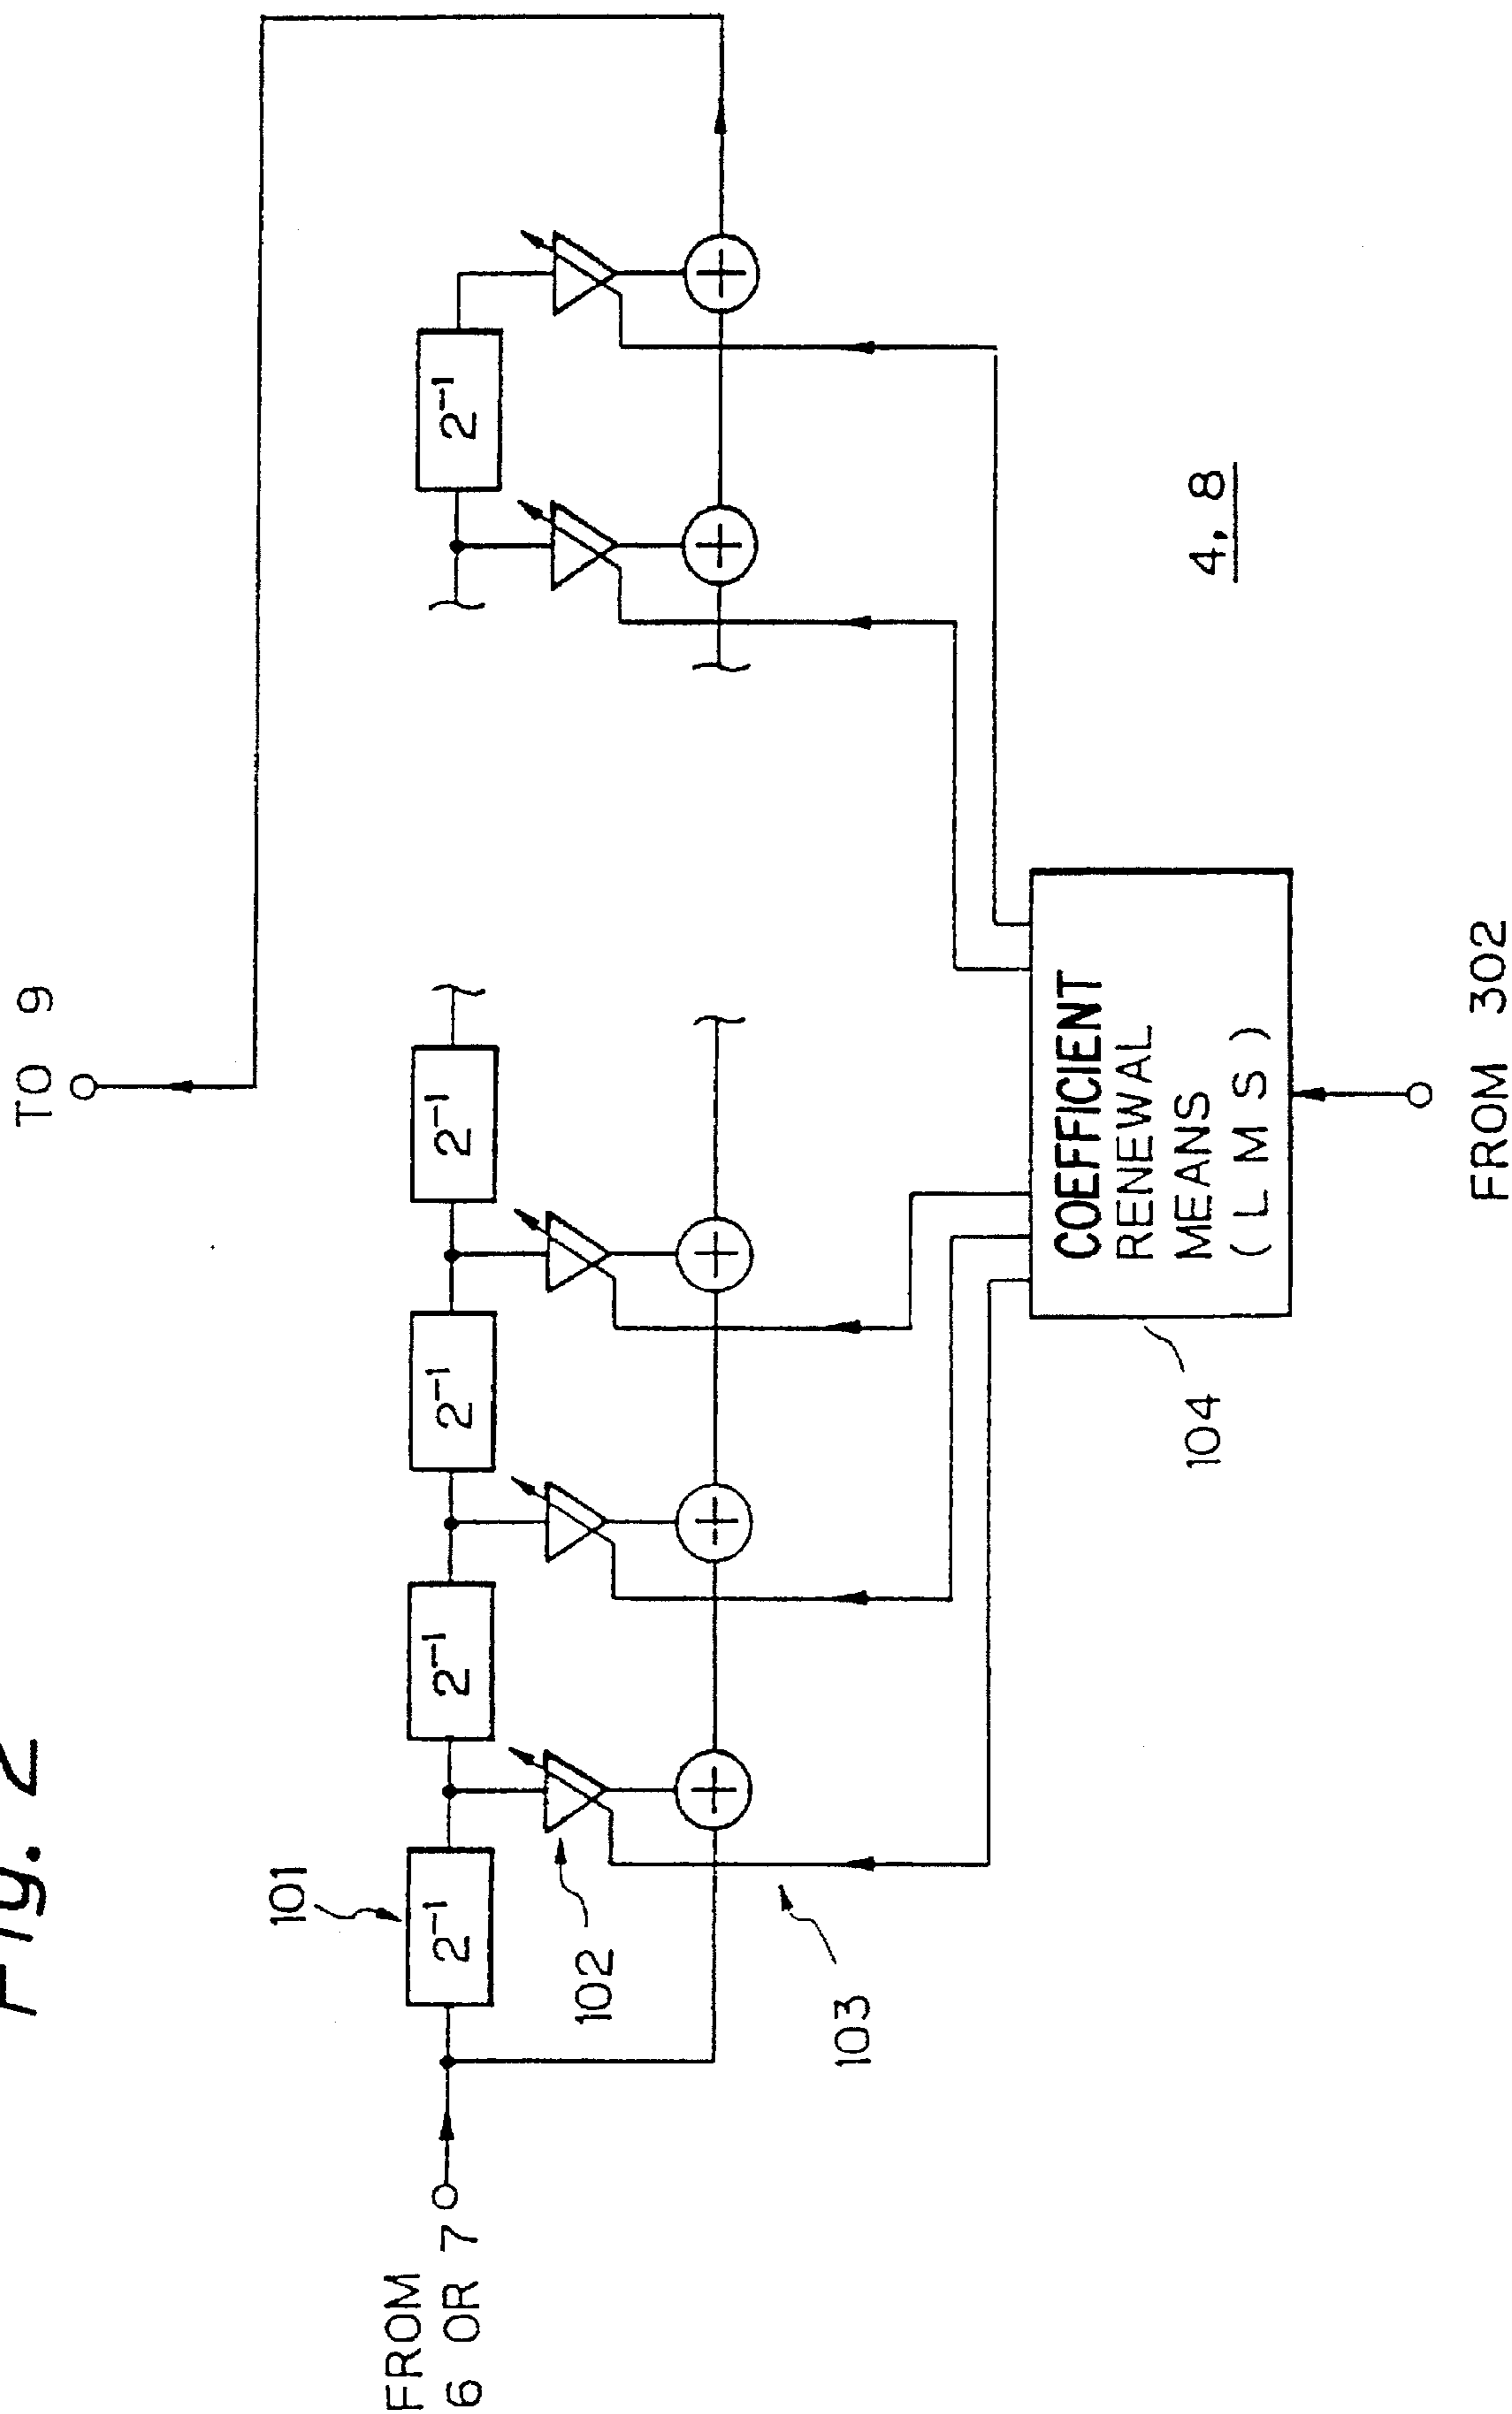 Fig. 2
TO 9
101
2⁻¹
2⁻¹
2⁻¹
2⁻¹
2⁻¹
102
103
FROM
6 OR 7
COEFFICIENT
RENEWAL
MEANS
( L M S )
104
4, 8
FROM 302